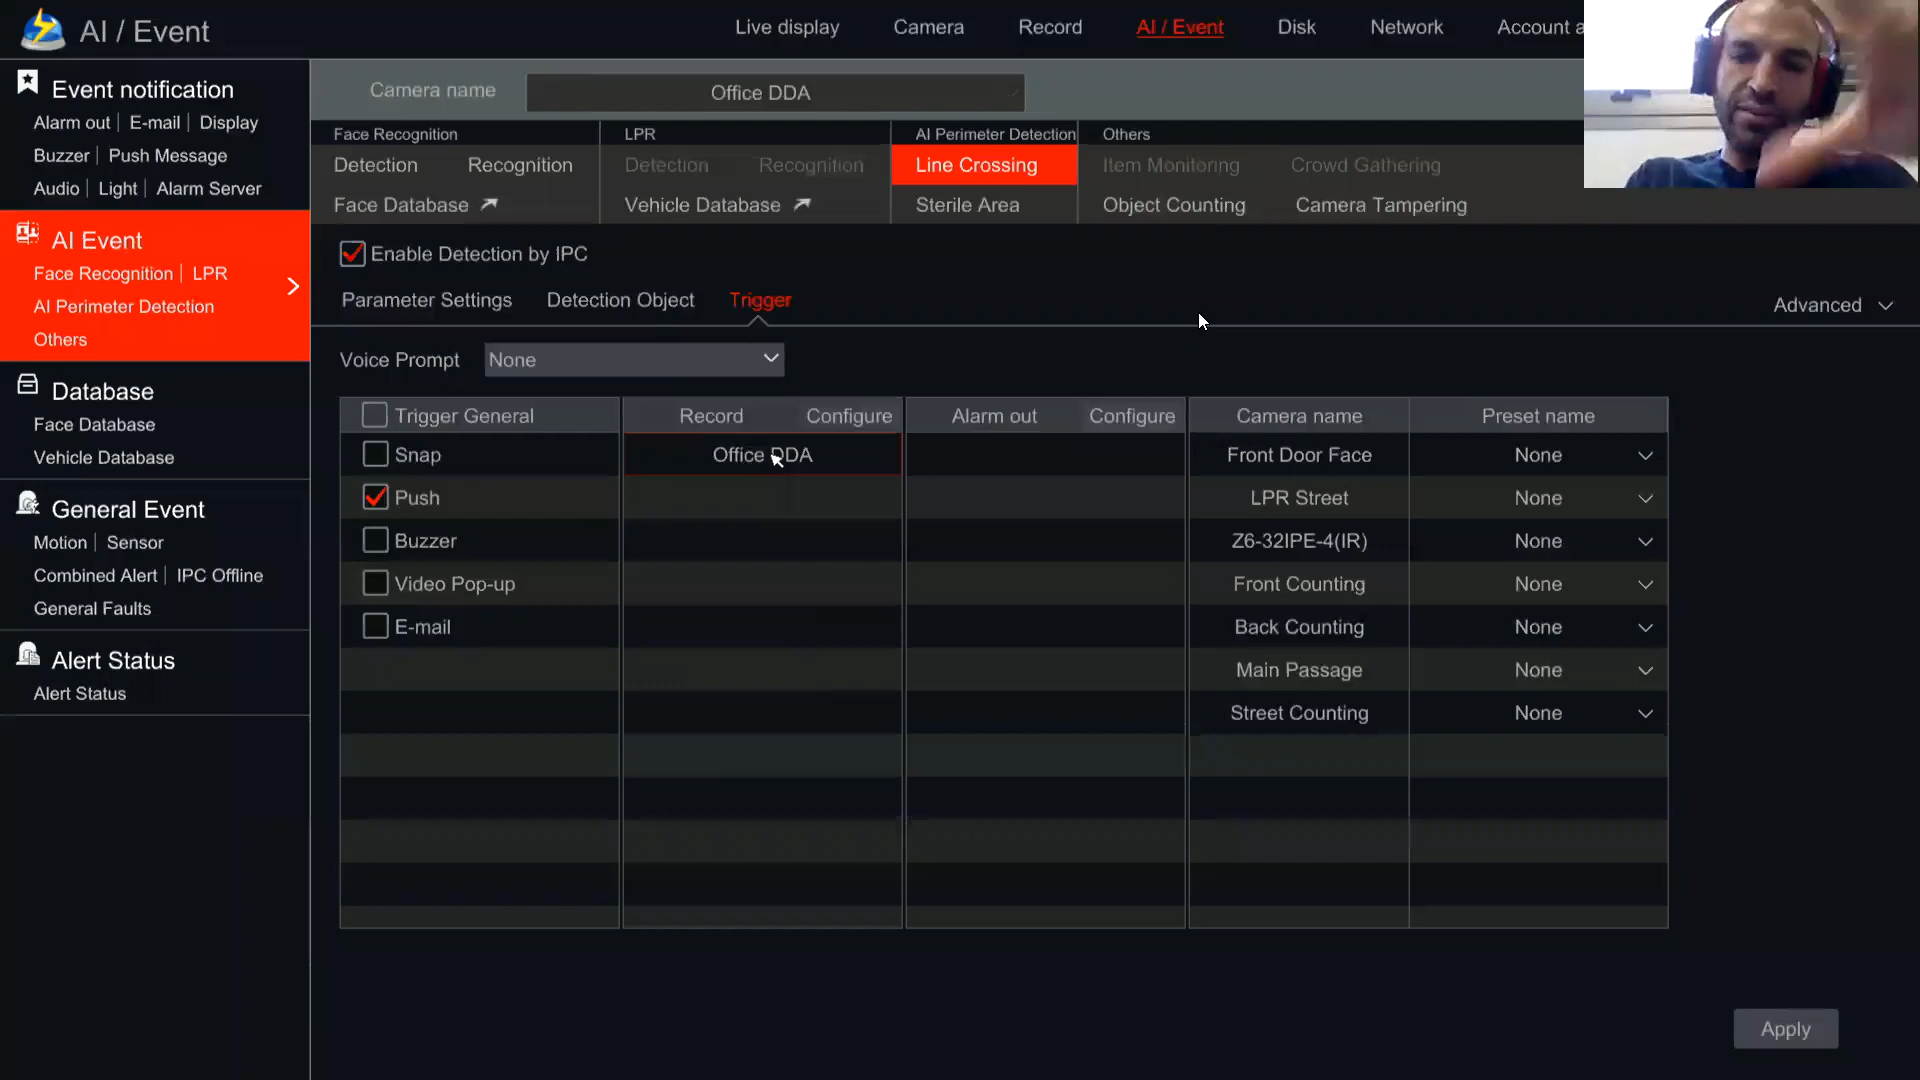 AI / Event
Live display
Camera
Record
AI / Event
Disk
Network
Account a
Event notification
Alarm out | E-mail | Display
Buzzer | Push Message
Audio | Light | Alarm Server
AI Event
Face Recognition | LPR
AI Perimeter Detection
Others
Database
Face Database
Vehicle Database
General Event
Motion | Sensor
Combined Alert | IPC Offline
General Faults
Alert Status
Alert Status
Camera name
Office DDA
Face Recognition
Detection Recognition
Face Database
LPR
Detection Recognition
Vehicle Database
AI Perimeter Detection
Line Crossing
Sterile Area
Others
Item Monitoring Crowd Gathering
Object Counting Camera Tampering
Enable Detection by IPC
Parameter Settings Detection Object Trigger
Advanced
Voice Prompt None
Trigger General Record Configure Alarm out Configure Camera name Preset name
Snap Office DDA Front Door Face None
Push LPR Street None
Buzzer Z6-32IPE-4(IR) None
Video Pop-up Front Counting None
E-mail Back Counting None
Main Passage None
Street Counting None
Apply